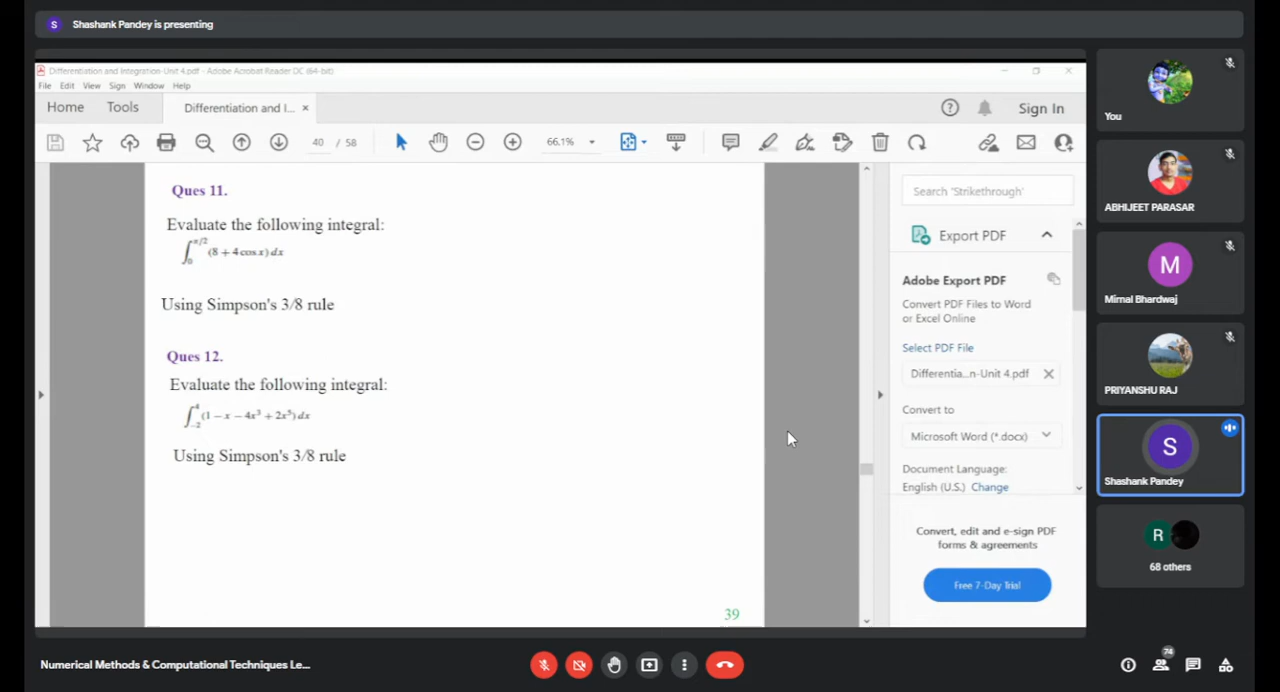 S Shashank Pandey is presenting
Differentiation and Integration-Unit 4.pdf - Adobe Acrobat Reader DC (64-bit)
File Edit View Sign Window Help
Home Tools Differentiation and I... × Sign In
40 / 58 66.1%
Ques 11.
Evaluate the following integral:
∫₀^{π/2} (8 + 4 cos x) dx
Using Simpson's 3/8 rule
Ques 12.
Evaluate the following integral:
∫₋₂⁴ (1 − x − 4x³ + 2x⁵) dx
Using Simpson's 3/8 rule
39
Search 'Strikethrough'
Export PDF
Adobe Export PDF
Convert PDF Files to Word
or Excel Online
Select PDF File
Differentia...n-Unit 4.pdf ×
Convert to
Microsoft Word (*.docx)
Document Language:
English (U.S.) Change
Convert, edit and e-sign PDF
forms & agreements
Free 7-Day Trial
You
ABHIJEET PARASAR
M
Mirnal Bhardwaj
PRIYANSHU RAJ
S
Shashank Pandey
R
68 others
Numerical Methods & Computational Techniques Le...
74